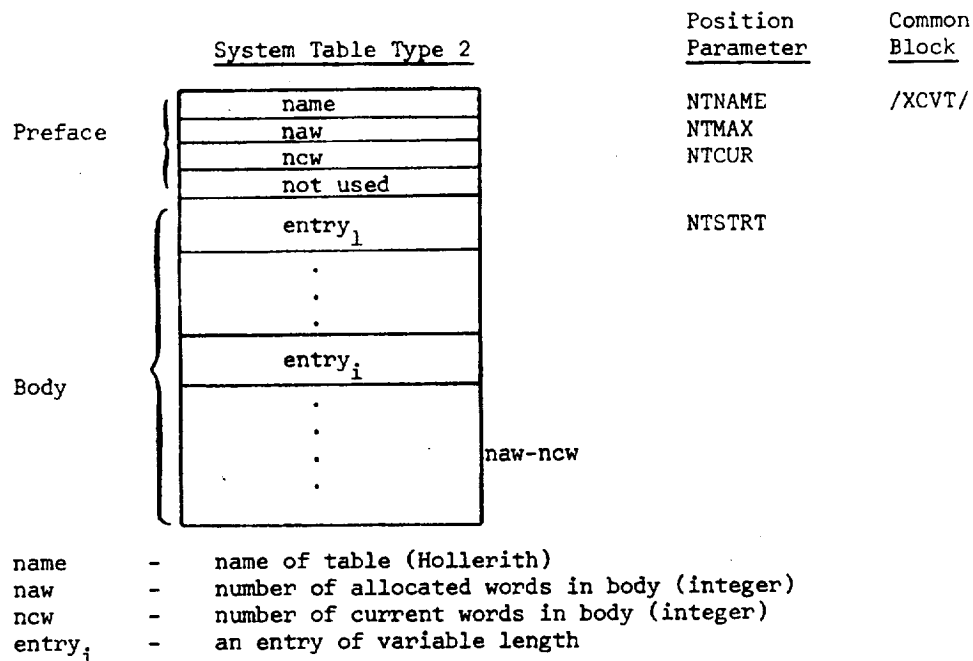 Position Common
System Table Type 2 Parameter Block
name NTNAME /XCVT/
Preface naw NTMAX
ncw NTCUR
not used
entry1 NTSTRT
.
.
.
entryi
Body
.
.
. naw-ncw
.
name - name of table (Hollerith)
naw - number of allocated words in body (integer)
ncw - number of current words in body (integer)
entryi - an entry of variable length